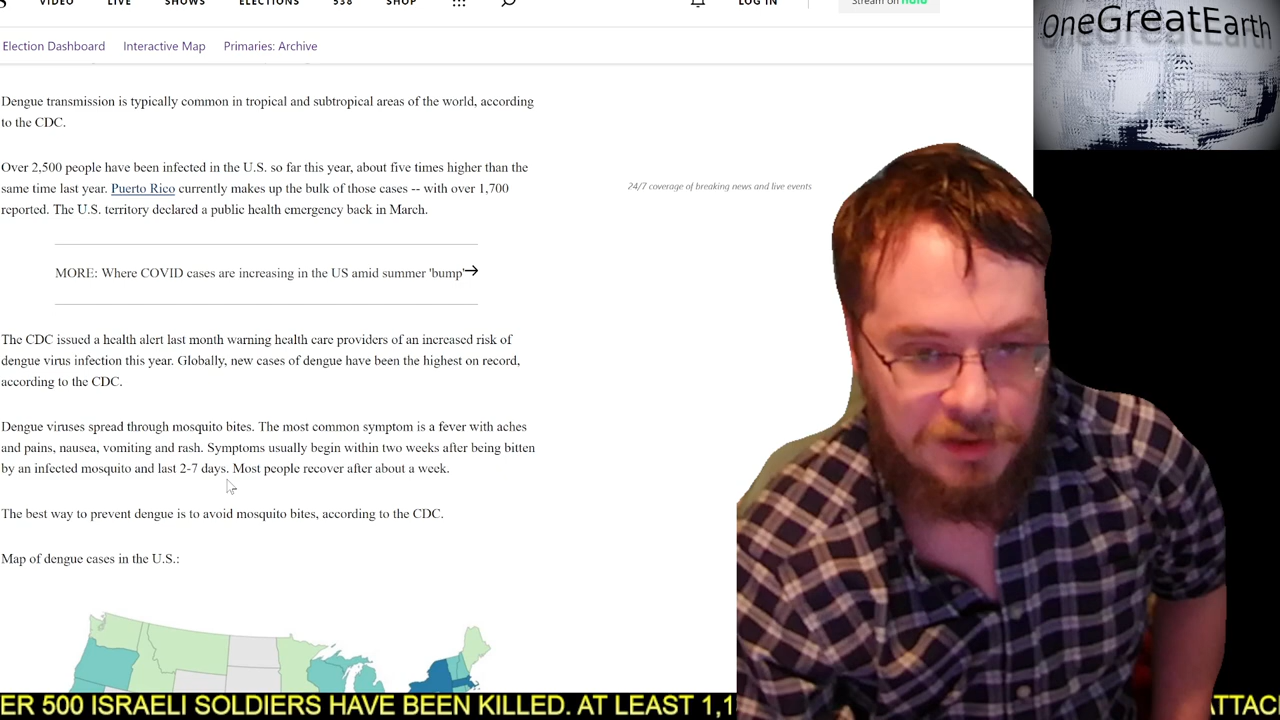 S VIDEO LIVE SHOWS ELECTIONS 538 SHOP LOG IN Stream on hulu
Election Dashboard Interactive Map Primaries: Archive
OneGreatEarth
Dengue transmission is typically common in tropical and subtropical areas of the world, according
to the CDC.
Over 2,500 people have been infected in the U.S. so far this year, about five times higher than the
same time last year. Puerto Rico currently makes up the bulk of those cases -- with over 1,700
reported. The U.S. territory declared a public health emergency back in March.
24/7 coverage of breaking news and live events
MORE: Where COVID cases are increasing in the US amid summer 'bump'
The CDC issued a health alert last month warning health care providers of an increased risk of
dengue virus infection this year. Globally, new cases of dengue have been the highest on record,
according to the CDC.
Dengue viruses spread through mosquito bites. The most common symptom is a fever with aches
and pains, nausea, vomiting and rash. Symptoms usually begin within two weeks after being bitten
by an infected mosquito and last 2-7 days. Most people recover after about a week.
The best way to prevent dengue is to avoid mosquito bites, according to the CDC.
Map of dengue cases in the U.S.:
ER 500 ISRAELI SOLDIERS HAVE BEEN KILLED. AT LEAST 1,1 ATTAC